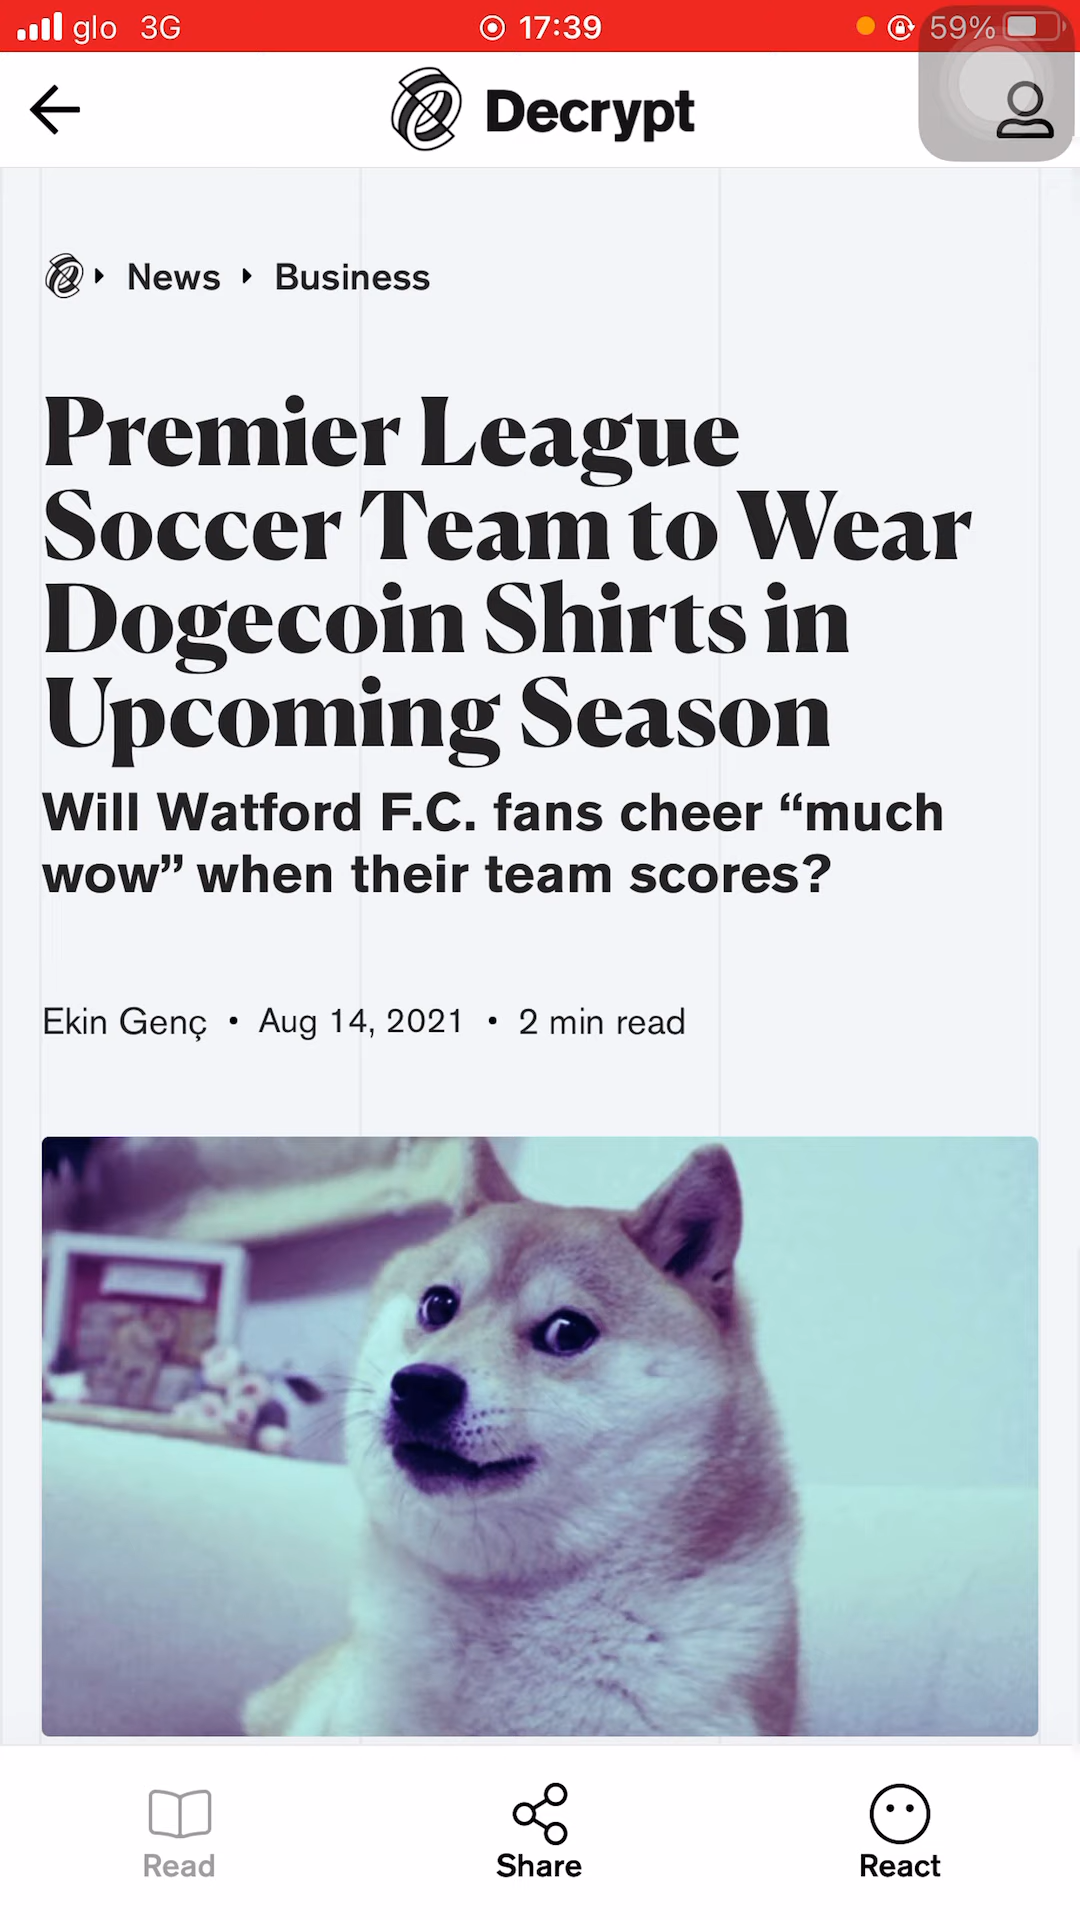 glo 3G 17:39 59%
Decrypt
News Business
Premier League
Soccer Team to Wear
Dogecoin Shirts in
Upcoming Season
Will Watford F.C. fans cheer “much
wow” when their team scores?
Ekin Genç • Aug 14, 2021 • 2 min read
Read Share React